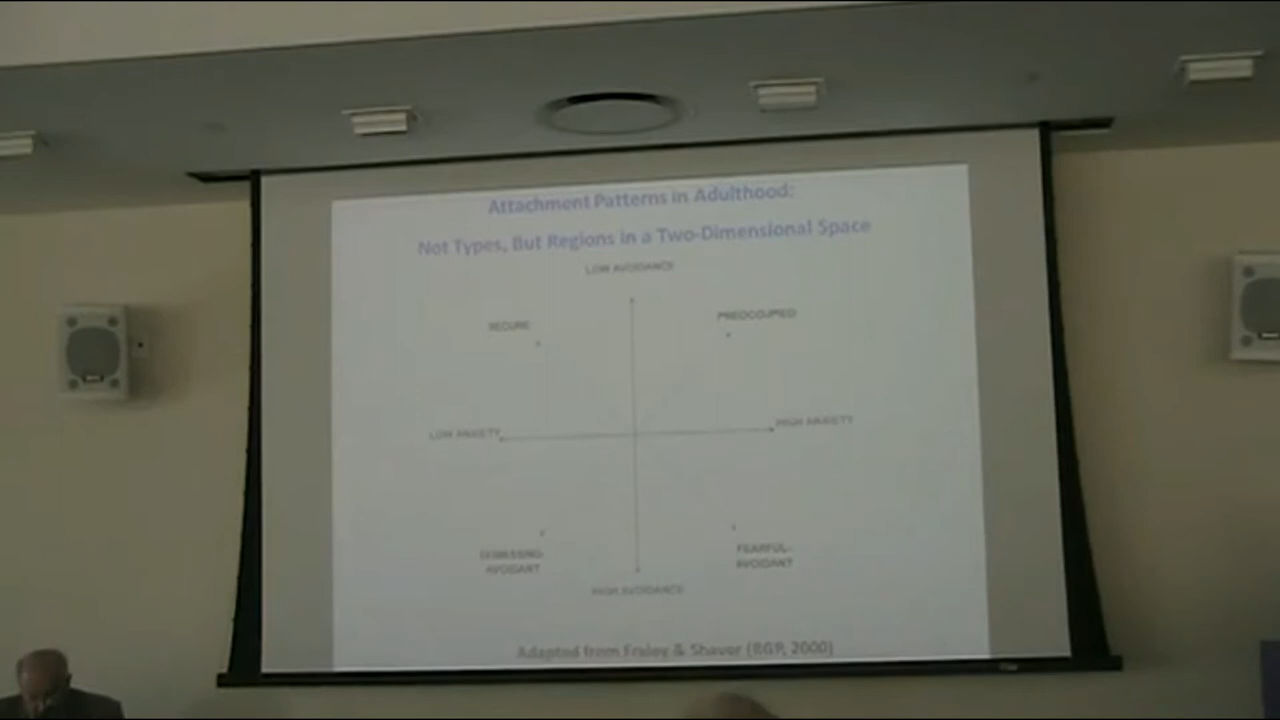 Attachment Patterns in Adulthood:
Not Types, But Regions in a Two-Dimensional Space
LOW AVOIDANCE
SECURE
PREOCCUPIED
LOW ANXIETY
HIGH ANXIETY
DISMISSING-
AVOIDANT
FEARFUL-
AVOIDANT
HIGH AVOIDANCE
Adapted from Fraley & Shaver (RGP, 2000)